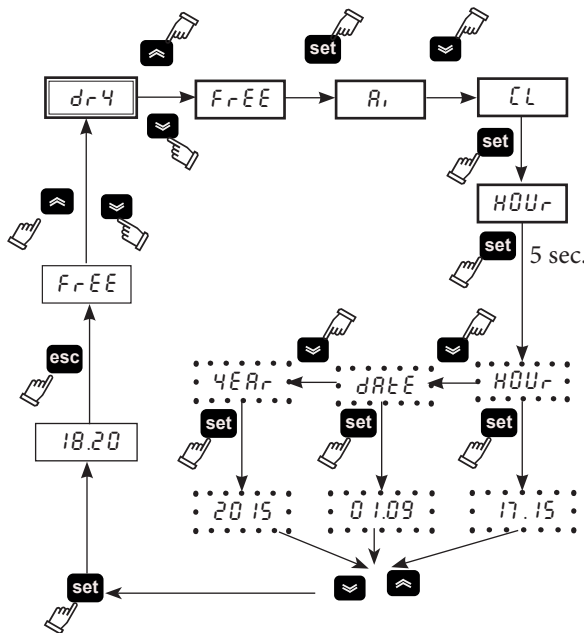 set
dr4 FrEE Ai CL
set
HOUr
set 5 sec.
FrEE
esc
YEAr dAtE HOUr
set set set
18.20
2015 01.09 17.15
set